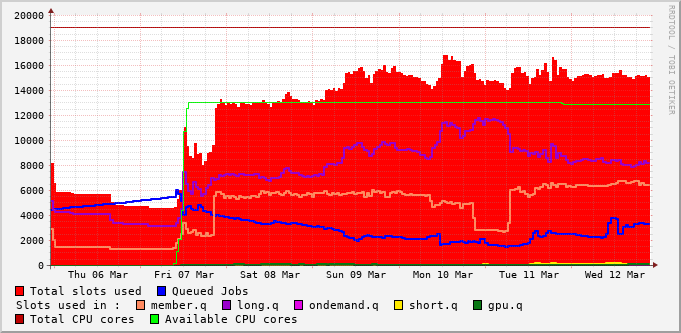 20000
18000
16000
14000
12000
10000
8000
6000
4000
2000
0
Thu 06 Mar Fri 07 Mar Sat 08 Mar Sun 09 Mar Mon 10 Mar Tue 11 Mar Wed 12 Mar
Total slots used Queued Jobs
Slots used in : member.q long.q ondemand.q short.q gpu.q
Total CPU cores Available CPU cores
RRDTOOL / TOBI OETIKER